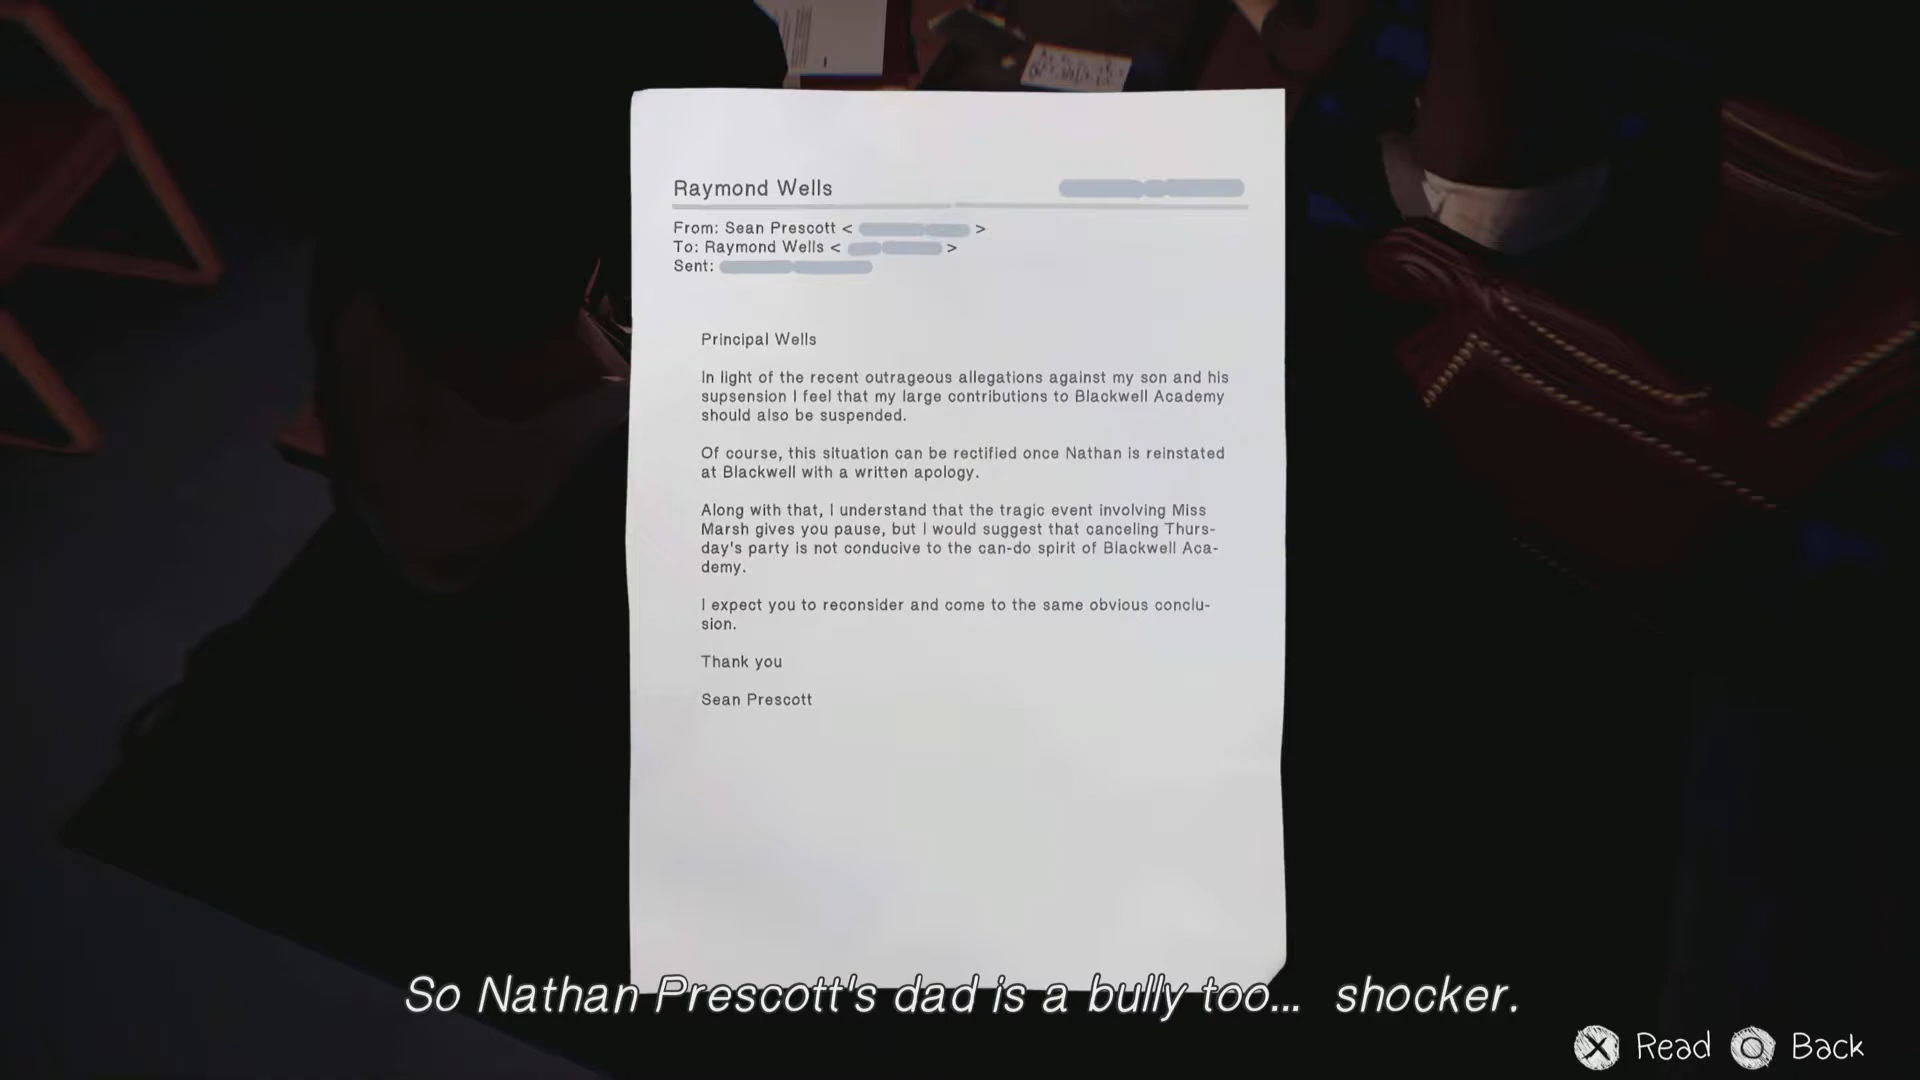 Raymond Wells
From: Sean Prescott < >
To: Raymond Wells < >
Sent:
Principal Wells
In light of the recent outrageous allegations against my son and his
supsension I feel that my large contributions to Blackwell Academy
should also be suspended.
Of course, this situation can be rectified once Nathan is reinstated
at Blackwell with a written apology.
Along with that, I understand that the tragic event involving Miss
Marsh gives you pause, but I would suggest that canceling Thurs-
day's party is not conducive to the can-do spirit of Blackwell Aca-
demy.
I expect you to reconsider and come to the same obvious conclu-
sion.
Thank you
Sean Prescott
So Nathan Prescott's dad is a bully too... shocker.
X Read O Back